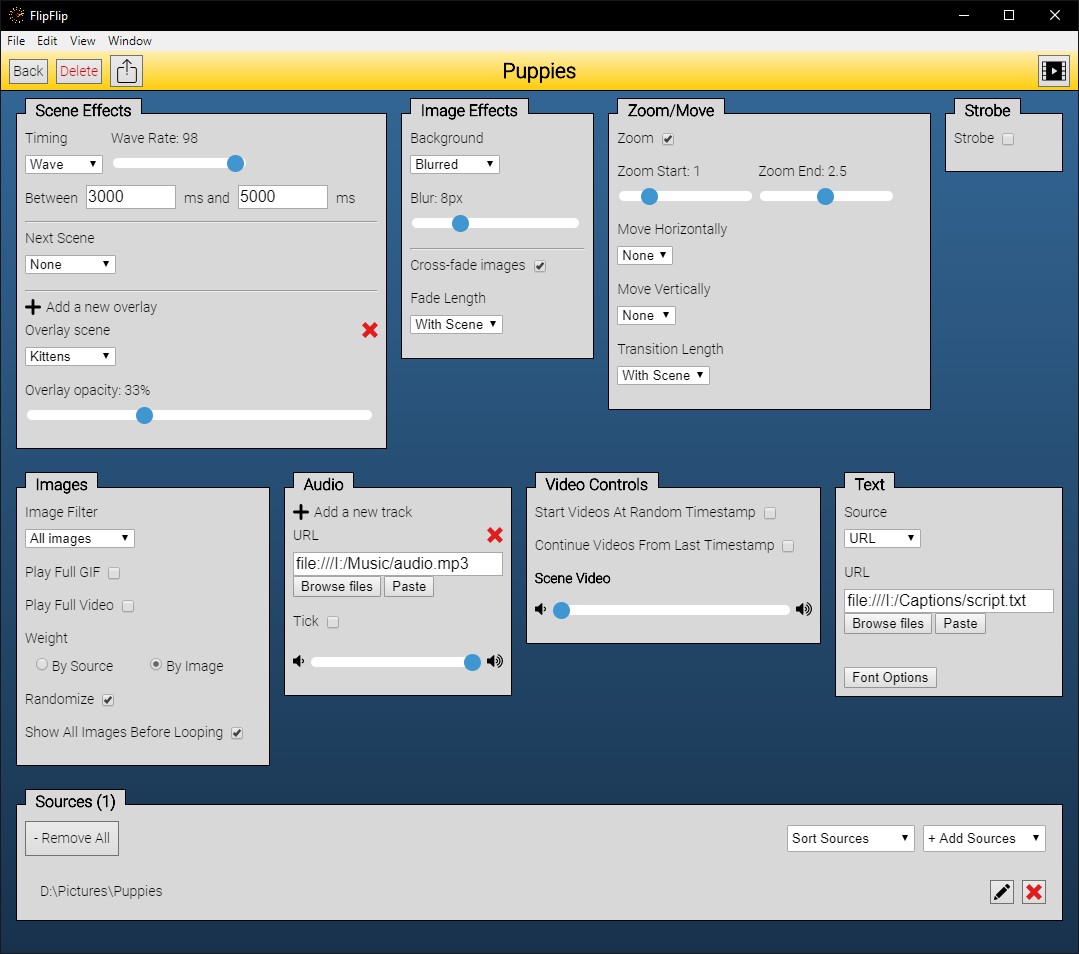 FlipFlip
File Edit View Window
Back Delete Puppies
Scene Effects
Timing Wave Rate: 98
Wave
Between 3000 ms and 5000 ms
Next Scene
None
Add a new overlay
Overlay scene
Kittens
Overlay opacity: 33%
Image Effects
Background
Blurred
Blur: 8px
Cross-fade images
Fade Length
With Scene
Zoom/Move
Zoom
Zoom Start: 1 Zoom End: 2.5
Move Horizontally
None
Move Vertically
None
Transition Length
With Scene
Strobe
Strobe
Images
Image Filter
All images
Play Full GIF
Play Full Video
Weight
By Source By Image
Randomize
Show All Images Before Looping
Audio
Add a new track
URL
file:///I:/Music/audio.mp3
Browse files Paste
Tick
Video Controls
Start Videos At Random Timestamp
Continue Videos From Last Timestamp
Scene Video
Text
Source
URL
URL
file:///I:/Captions/script.txt
Browse files Paste
Font Options
Sources (1)
- Remove All Sort Sources + Add Sources
D:\Pictures\Puppies